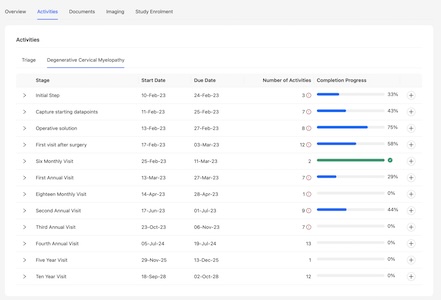 Overview Activities Documents Imaging Study Enrolment
Activities
Triage Degenerative Cervical Myelopathy
Stage Start Date Due Date Number of Activities Completion Progress
Initial Step 10-Feb-23 24-Feb-23 3 33%
Capture starting datapoints 11-Feb-23 25-Feb-23 7 43%
Operative solution 13-Feb-23 27-Feb-23 8 75%
First visit after surgery 17-Feb-23 03-Mar-23 12 58%
Six Monthly Visit 25-Feb-23 11-Mar-23 2
First Annual Visit 13-Mar-23 27-Mar-23 7 29%
Eighteen Monthly Visit 14-Apr-23 28-Apr-23 1 0%
Second Annual Visit 17-Jun-23 01-Jul-23 9 44%
Third Annual Visit 23-Oct-23 06-Nov-23 7 0%
Fourth Annual Visit 05-Jul-24 19-Jul-24 13 0%
Five Year Visit 29-Nov-25 13-Dec-25 1 0%
Ten Year Visit 18-Sep-28 02-Oct-28 12 0%